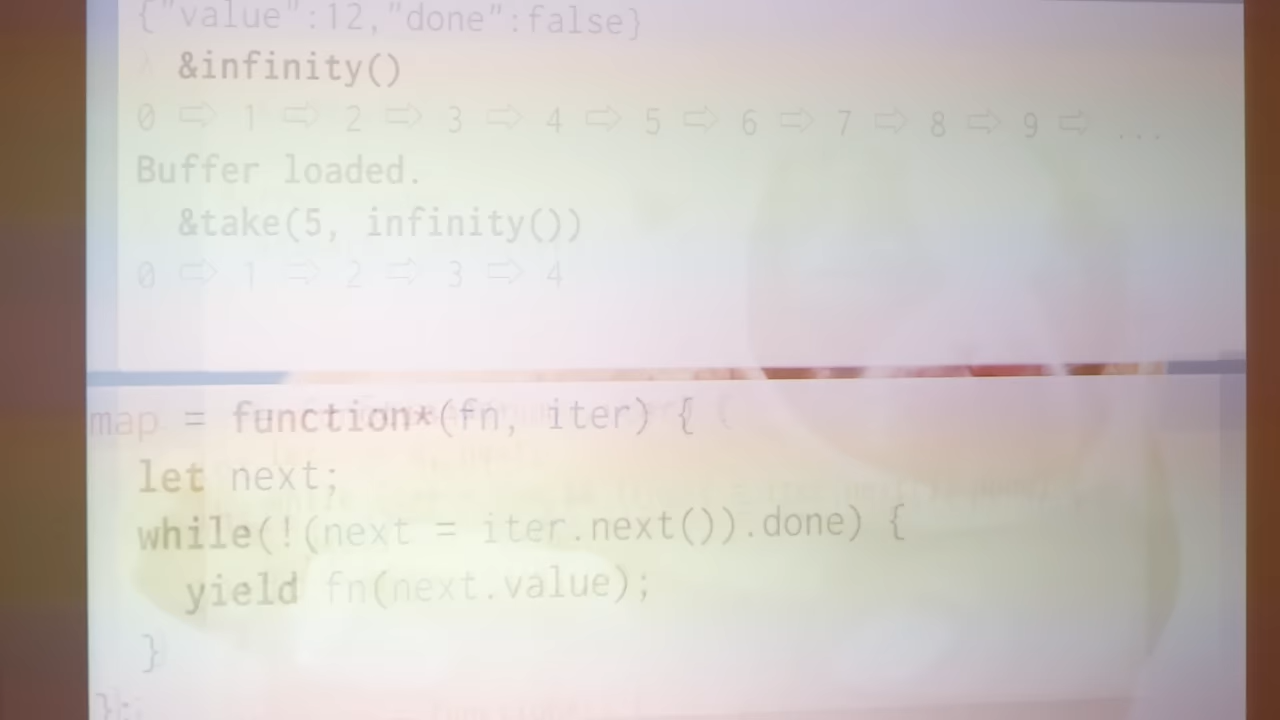 {"value":12,"done":false}
&infinity()
0 ⇨ 1 ⇨ 2 ⇨ 3 ⇨ 4 ⇨ 5 ⇨ 6 ⇨ 7 ⇨ 8 ⇨ 9 ⇨ ...
Buffer loaded.
&take(5, infinity())
0 ⇨ 1 ⇨ 2 ⇨ 3 ⇨ 4
map = function*(fn, iter) {
let next;
while(!(next = iter.next()).done) {
yield fn(next.value);
}
};